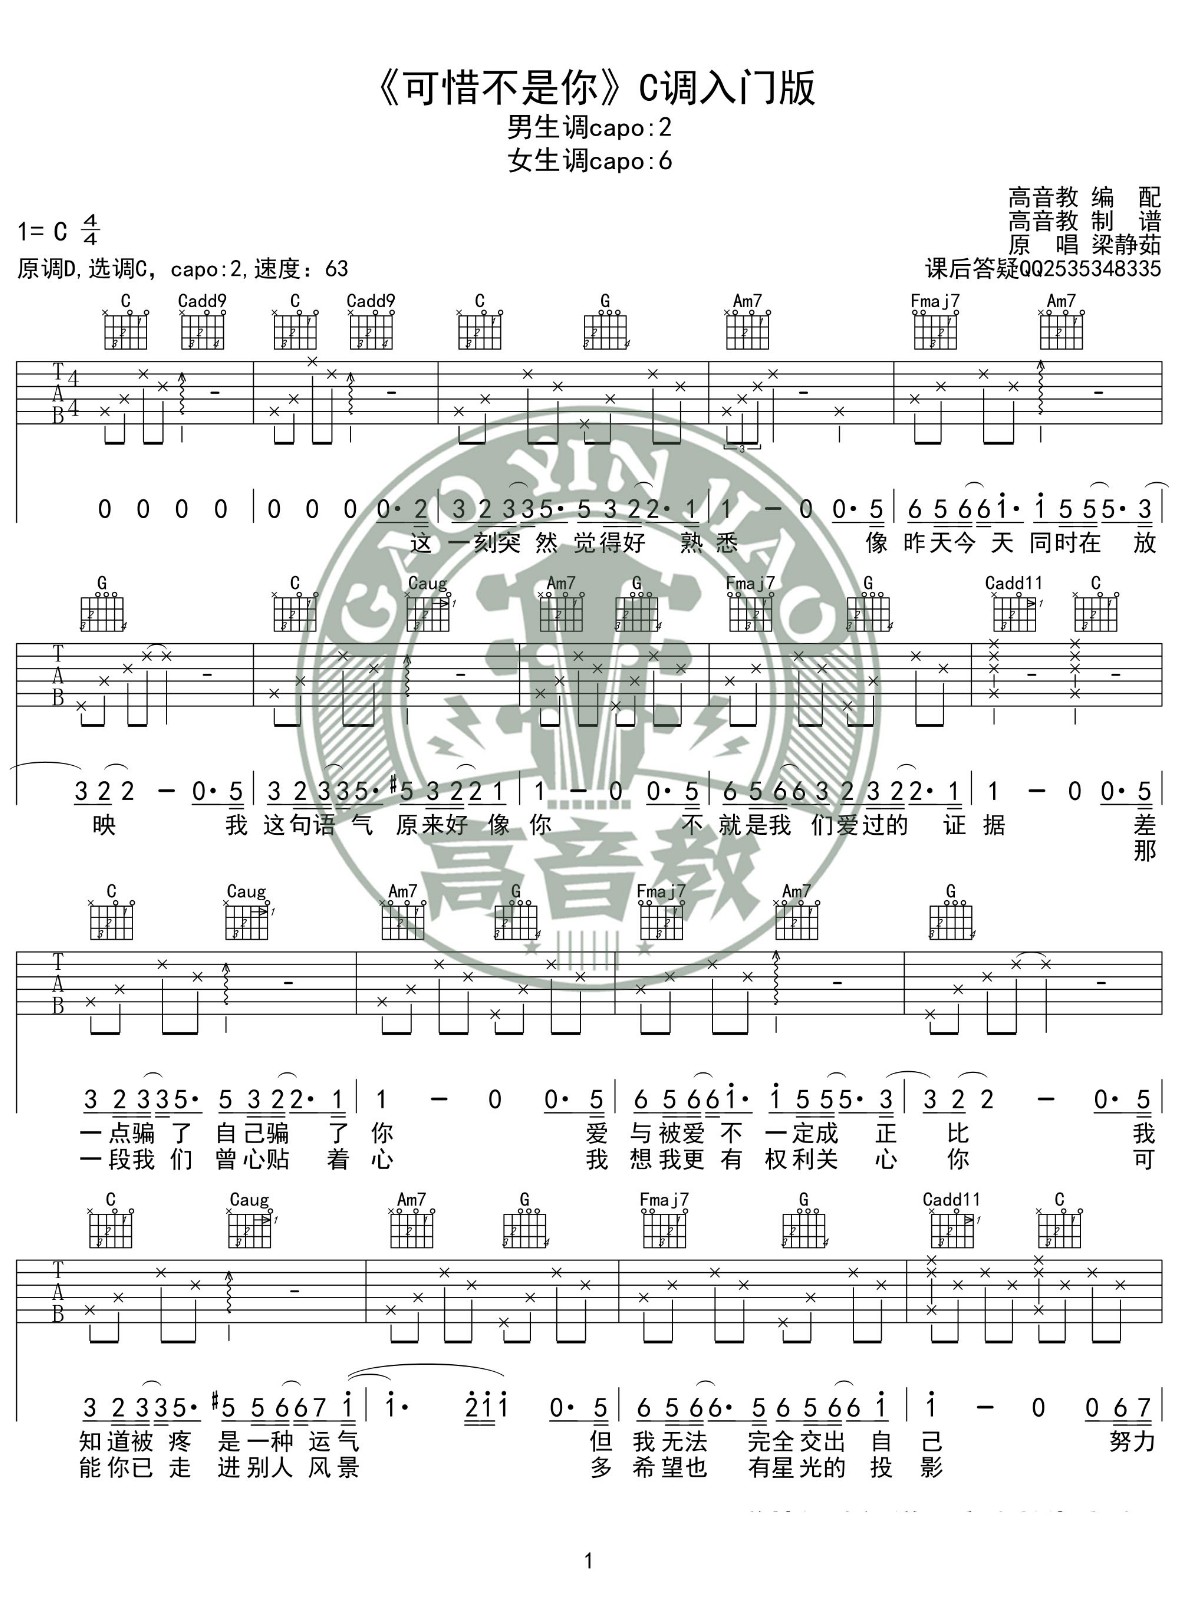 《可惜不是你》C调入门版
男生调capo:2
女生调capo:6
高音教 编 配
高音教 制 谱
原 唱 梁静茹
课后答疑QQ2535348335
1= C 4/4
原调D,选调C，capo:2,速度：63
C Cadd9 C Cadd9 C G Am7 Fmaj7 Am7
T A B 4 4
3
0 0 0 0 | 0 0 0 0· 2 | 3 2 3 3 5· 5 3 2 2· 1 | 1 - 0 0· 5 | 6 5 6 6 i· i 5 5 5· 3
这 一刻突 然 觉得好 熟 悉 像 昨天今 天 同时在 放
G C Caug Am7 G Fmaj7 G Cadd11 C
T A B
3 2 2 - 0· 5 | 3 2 3 3 5· #5 3 2 2 1 | 1 - 0 0· 5 | 6 5 6 6 3 2 3 2 2· 1 | 1 - 0 0· 5
映 我 这句语 气 原来好 像 你 不 就是我 们爱过的 证 据 差
那
GAO YIN JIAO
高音教
C Caug Am7 G Fmaj7 Am7 G
T A B
3 2 3 3 5· 5 3 2 2· 1 | 1 - 0 0· 5 | 6 5 6 6 i· i 5 5 5· 3 | 3 2 2 - 0· 5
一点骗 了 自己骗 了 你 爱 与被爱 不 一定成 正 比 我
一段我 们 曾心贴 着 心 我 想我更 有 权利关 心 你 可
C Caug Am7 G Fmaj7 G Cadd11 C
T A B
3 2 3 3 5· #5 5 6 6 7 i | i· 2 i i 0· 5 | 6 5 6 6· 5 6 5 6 6 i | i - 0 0 6 7
知道被 疼 是一种 运气 但 我无法 完全交出 自 己 努力
能你已 走 进别人 风景 多 希望也 有星光的 投 影
1